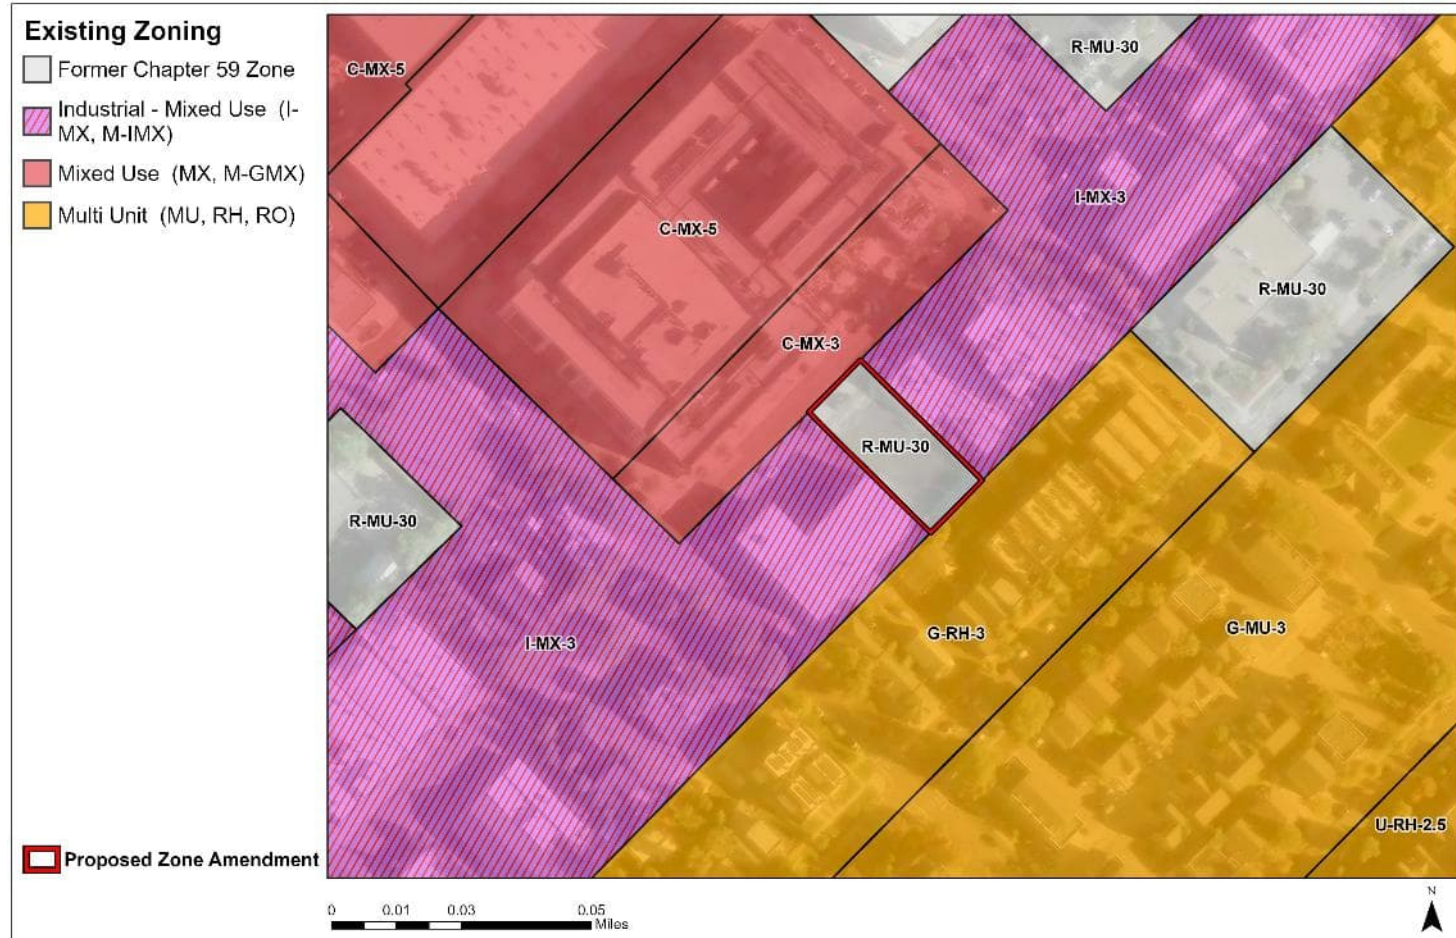 Existing Zoning
Former Chapter 59 Zone
Industrial - Mixed Use (I-
MX, M-IMX)
Mixed Use (MX, M-GMX)
Multi Unit (MU, RH, RO)
Proposed Zone Amendment
C-MX-5
R-MU-30
I-MX-3
C-MX-5
R-MU-30
C-MX-3
R-MU-30
R-MU-30
G-RH-3
G-MU-3
I-MX-3
U-RH-2.5
0 0.01 0.03 0.05
Miles
N